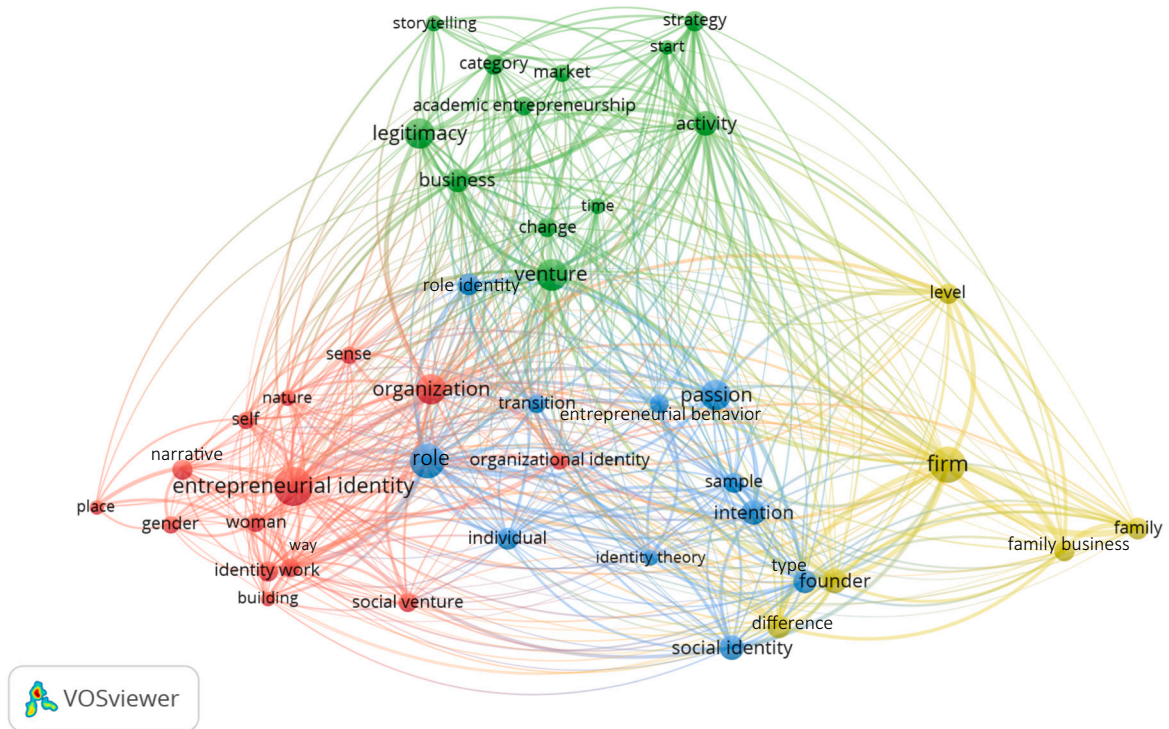 storytelling
strategy
start
category
market
academic entrepreneurship
legitimacy
activity
business
time
change
venture
role identity
level
sense
organization
passion
nature
transition
entrepreneurial behavior
self
narrative
role
organizational identity
firm
entrepreneurial identity
sample
place
gender
woman
intention
family
individual
way
identity theory
family business
identity work
type
founder
building
social venture
difference
social identity
VOSviewer